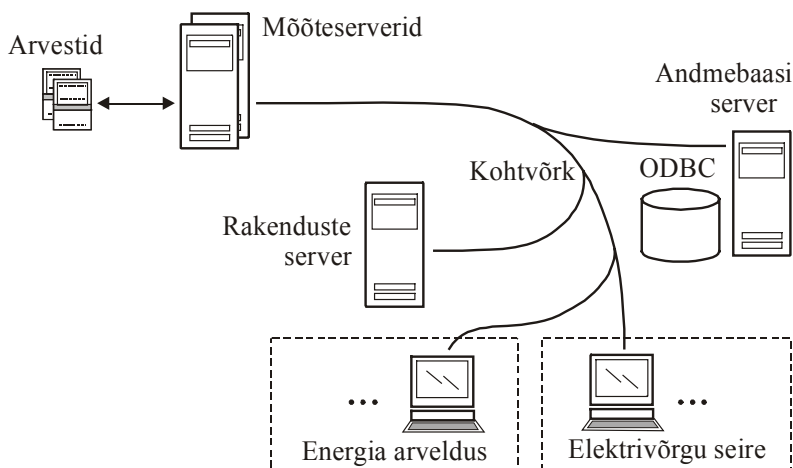 Mõõteserverid
Arvestid
Andmebaasi
server
Kohtvõrk
ODBC
Rakenduste
server
...
...
Energia arveldus
Elektrivõrgu seire